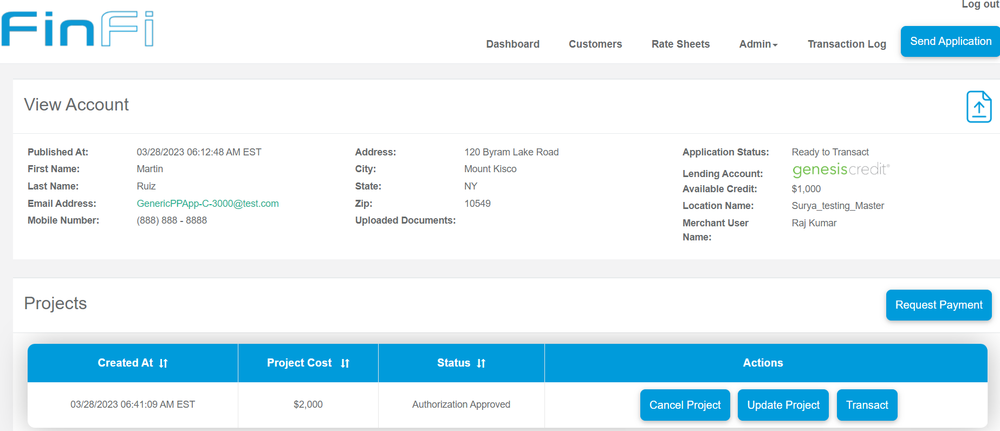 Log out
FinFi
Dashboard Customers Rate Sheets Admin Transaction Log Send Application
View Account
Published At: 03/28/2023 06:12:48 AM EST Address: 120 Byram Lake Road Application Status: Ready to Transact
First Name: Martin City: Mount Kisco Lending Account: genesiscredit®
Last Name: Ruiz State: NY Available Credit: $1,000
Email Address: GenericPPApp-C-3000@test.com Zip: 10549 Location Name: Surya_testing_Master
Mobile Number: (888) 888 - 8888 Uploaded Documents: Merchant User Raj Kumar
Name:
Projects
Request Payment
Created At Project Cost Status Actions
03/28/2023 06:41:09 AM EST $2,000 Authorization Approved Cancel Project Update Project Transact